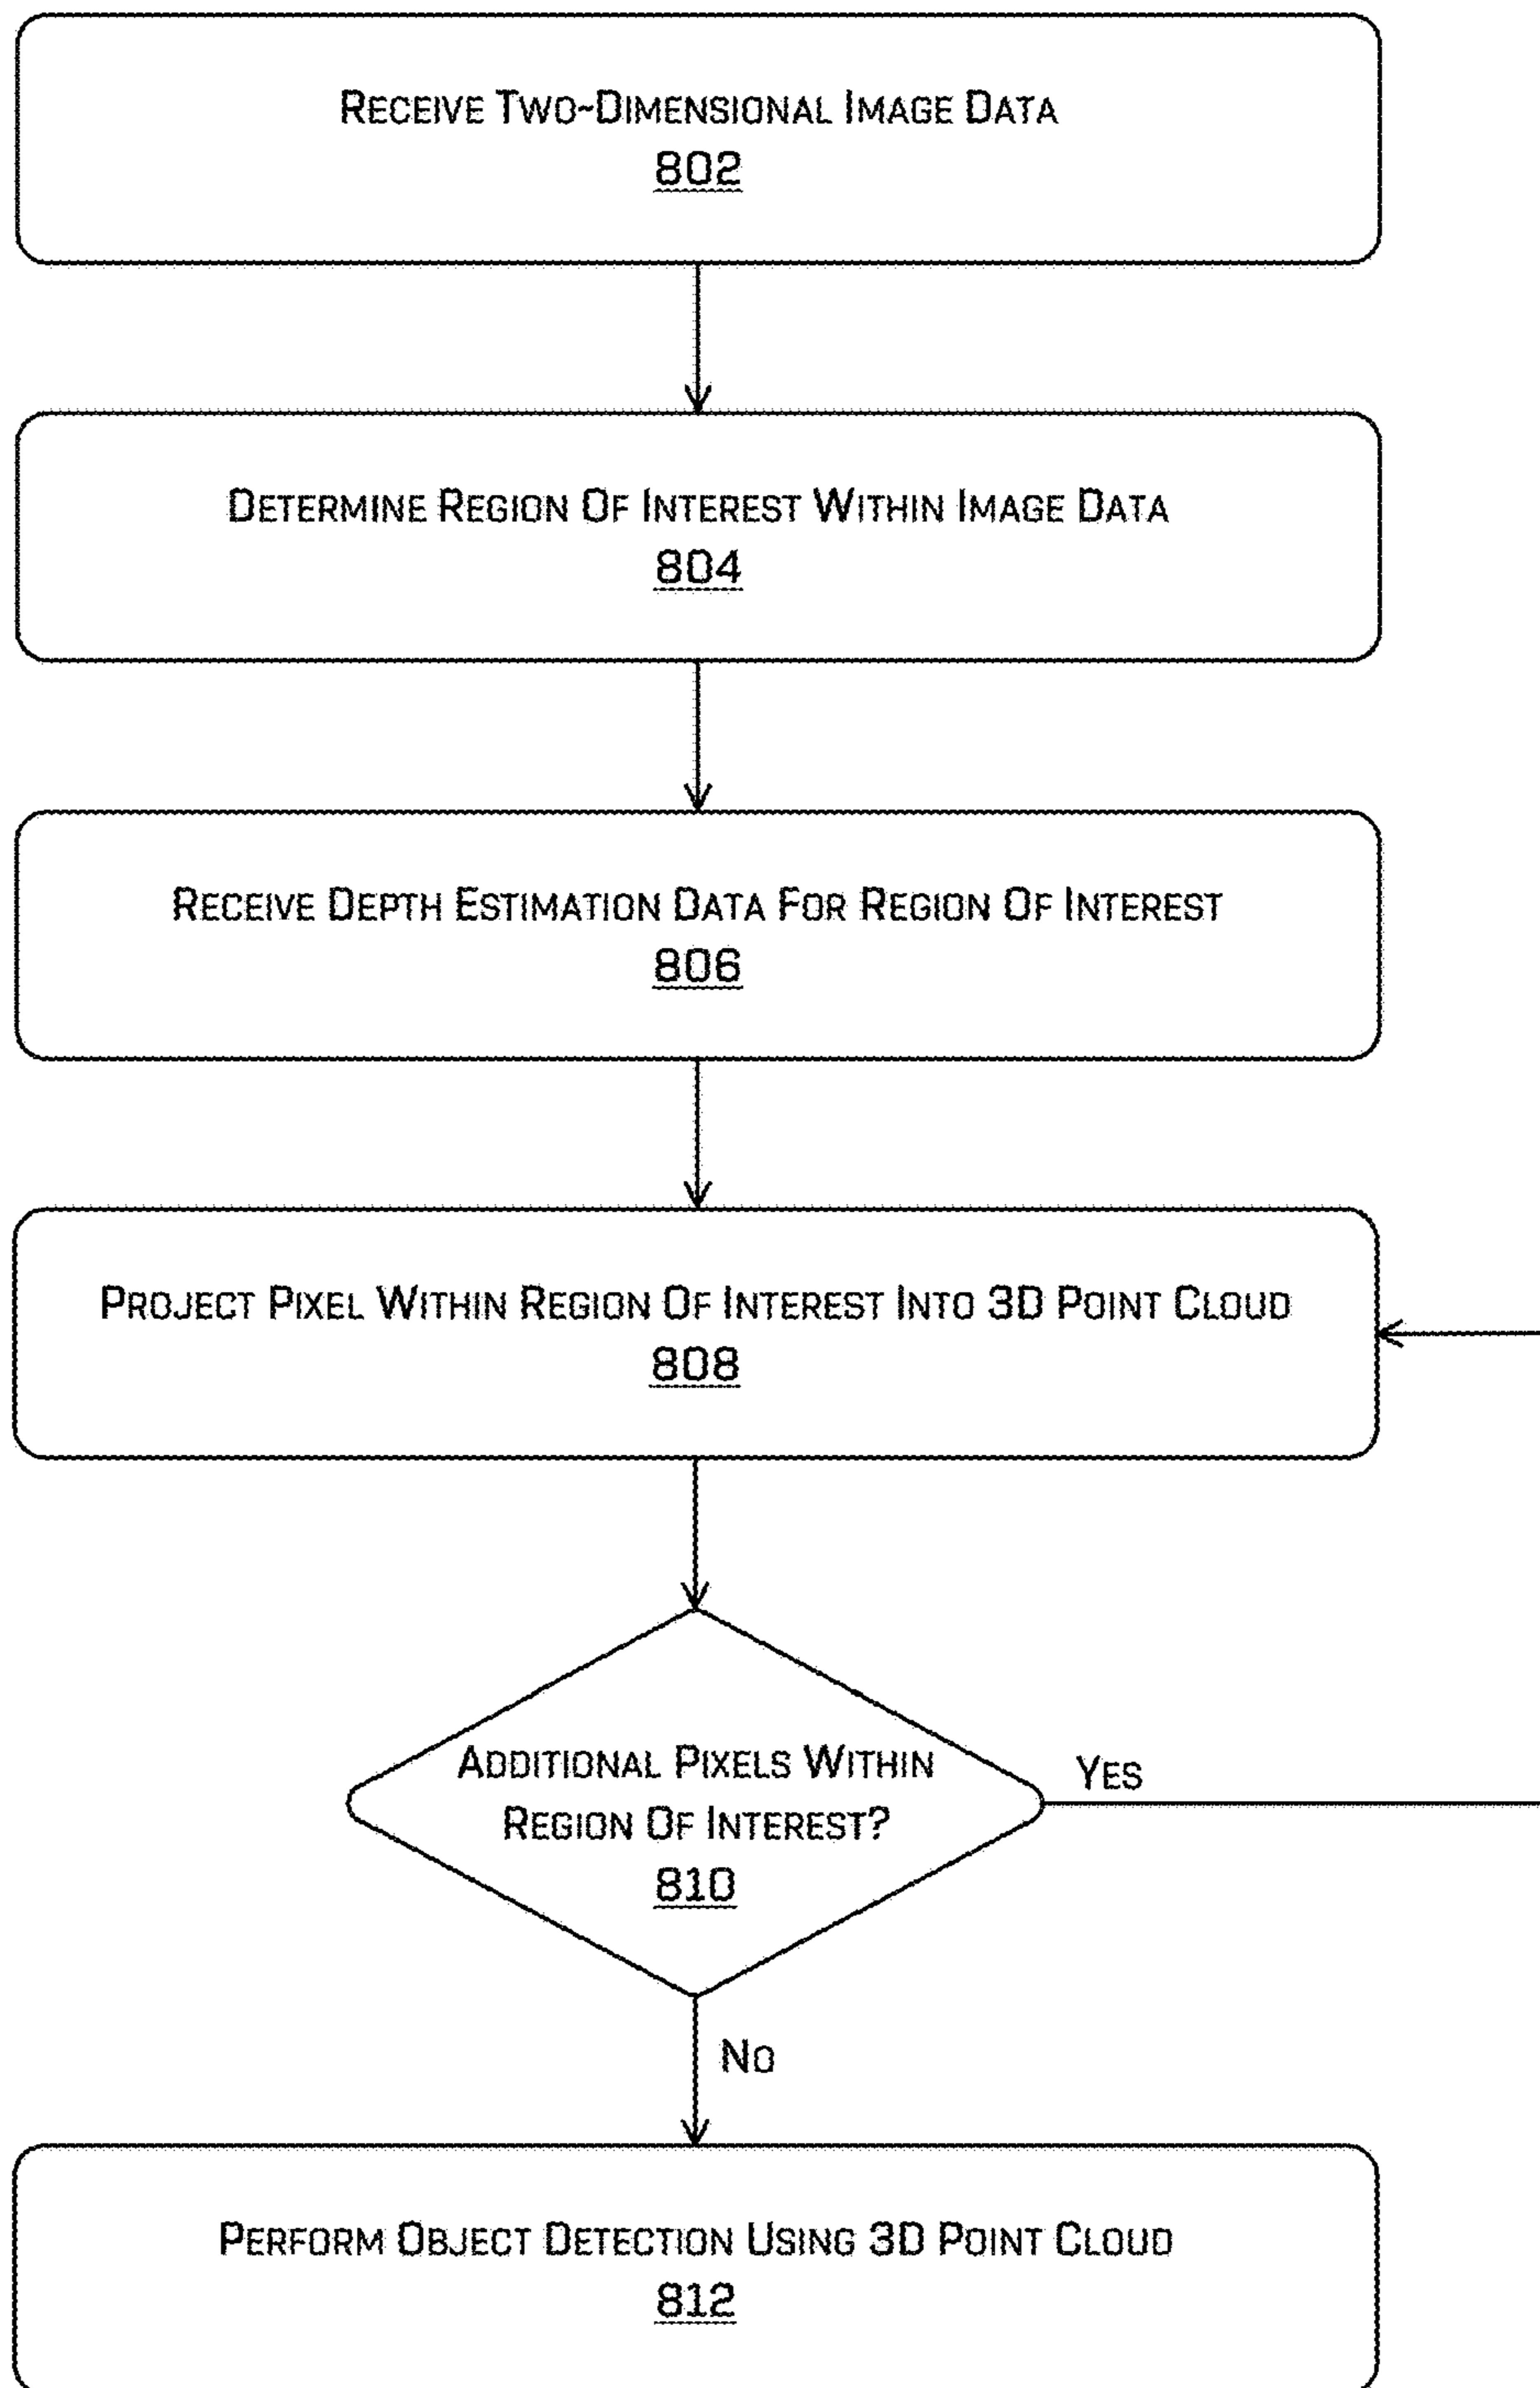 Receive Two-Dimensional Image Data
802
Determine Region Of Interest Within Image Data
804
Receive Depth Estimation Data For Region Of Interest
806
Project Pixel Within Region Of Interest Into 3D Point Cloud
808
Additional Pixels Within
Region Of Interest?
810
Yes
No
Perform Object Detection Using 3D Point Cloud
812